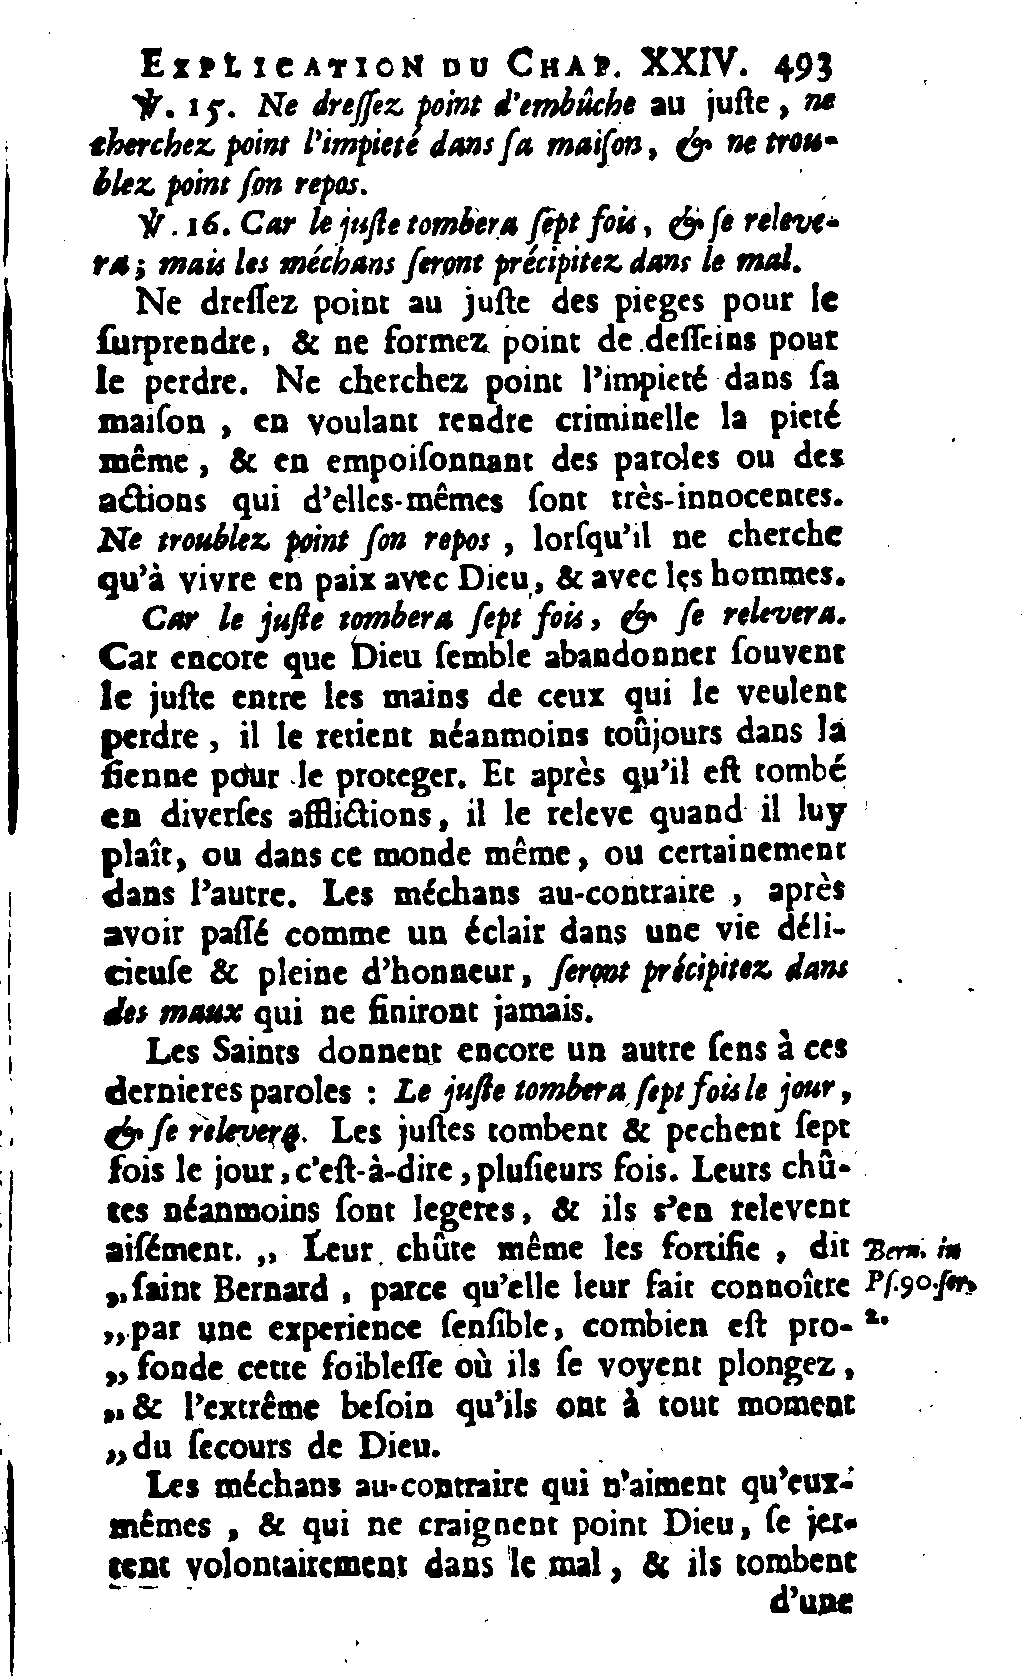 EXPLICATION DU CHAP. XXIV. 493
℣. 15. Ne dreſſez point d'embûche au juſte, ne
cherchez point l'impieté dans ſa maiſon, & ne trou-
blez point ſon repos.
℣. 16. Car le juſte tombera ſept fois, & ſe releve-
ra; mais les méchans ſeront précipitez dans le mal.
Ne dreſſez point au juſte des pieges pour le
ſurprendre, & ne formez point de deſſeins pour
le perdre. Ne cherchez point l'impieté dans ſa
maiſon, en voulant rendre criminelle la pieté
même, & en empoiſonnant des paroles ou des
actions qui d'elles-mêmes ſont très-innocentes.
Ne troublez point ſon repos, lorſqu'il ne cherche
qu'à vivre en paix avec Dieu, & avec les hommes.
Car le juſte tombera ſept fois, & ſe relevera.
Car encore que Dieu ſemble abandonner ſouvent
le juſte entre les mains de ceux qui le veulent
perdre, il le retient néanmoins toûjours dans la
ſienne pour le proteger. Et après qu'il eſt tombé
en diverſes afflictions, il le releve quand il luy
plaît, ou dans ce monde même, ou certainement
dans l'autre. Les méchans au-contraire, après
avoir paſſé comme un éclair dans une vie déli-
cieuſe & pleine d'honneur, ſeront précipitez dans
des maux qui ne finiront jamais.
Les Saints donnent encore un autre ſens à ces
dernieres paroles : Le juſte tombera ſept fois le jour,
& ſe relevera. Les juſtes tombent & pechent ſept
fois le jour, c'eſt-à-dire, pluſieurs fois. Leurs chû-
tes néanmoins ſont legeres, & ils s'en relevent
aiſément. „ Leur chûte même les fortifie, dit
„ ſaint Bernard, parce qu'elle leur fait connoître
„ par une experience ſenſible, combien eſt pro-
„ fonde cette foibleſſe où ils ſe voyent plongez,
„ & l'extrême beſoin qu'ils ont à tout moment
„ du ſecours de Dieu.
Bern. in
Pſ. 90. ſer.
2.
Les méchans au-contraire qui n'aiment qu'eux-
mêmes, & qui ne craignent point Dieu, ſe jet-
tent volontairement dans le mal, & ils tombent
d'une